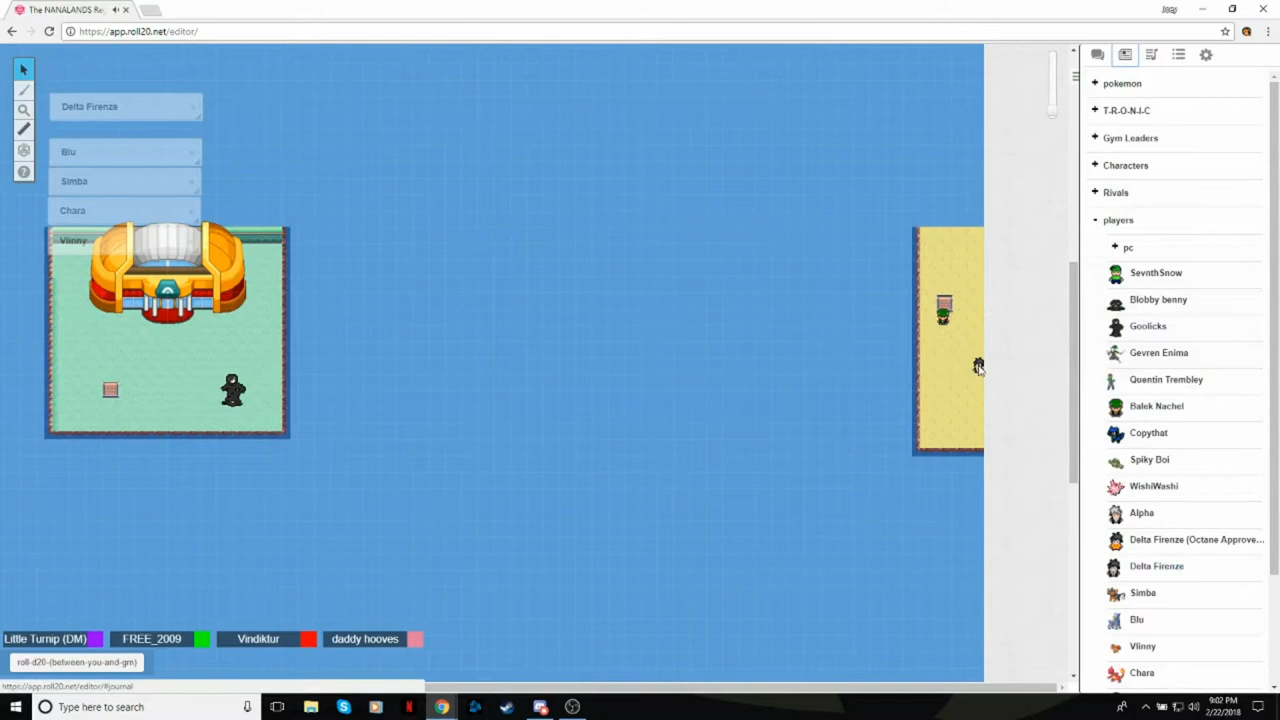 The NANALANDS Re
https://app.roll20.net/editor/
Delta Firenze
Blu
Simba
Chara
Vlinny
pokemon
T-R-O-N-I-C
Gym Leaders
Characters
Rivals
players
pc
SevnthSnow
Blobby benny
Goolicks
Gevren Enima
Quentin Trembley
Balek Nachel
Copythat
Spiky Boi
WishiWashi
Alpha
Delta Firenze (Octane Approve...
Delta Firenze
Simba
Blu
Vlinny
Chara
Little Turnip (DM)
FREE_2009
Vindiktur
daddy hooves
roll-d20-(between-you-and-gm)
https://app.roll20.net/editor/#journal
Type here to search
9:02 PM
2/22/2018